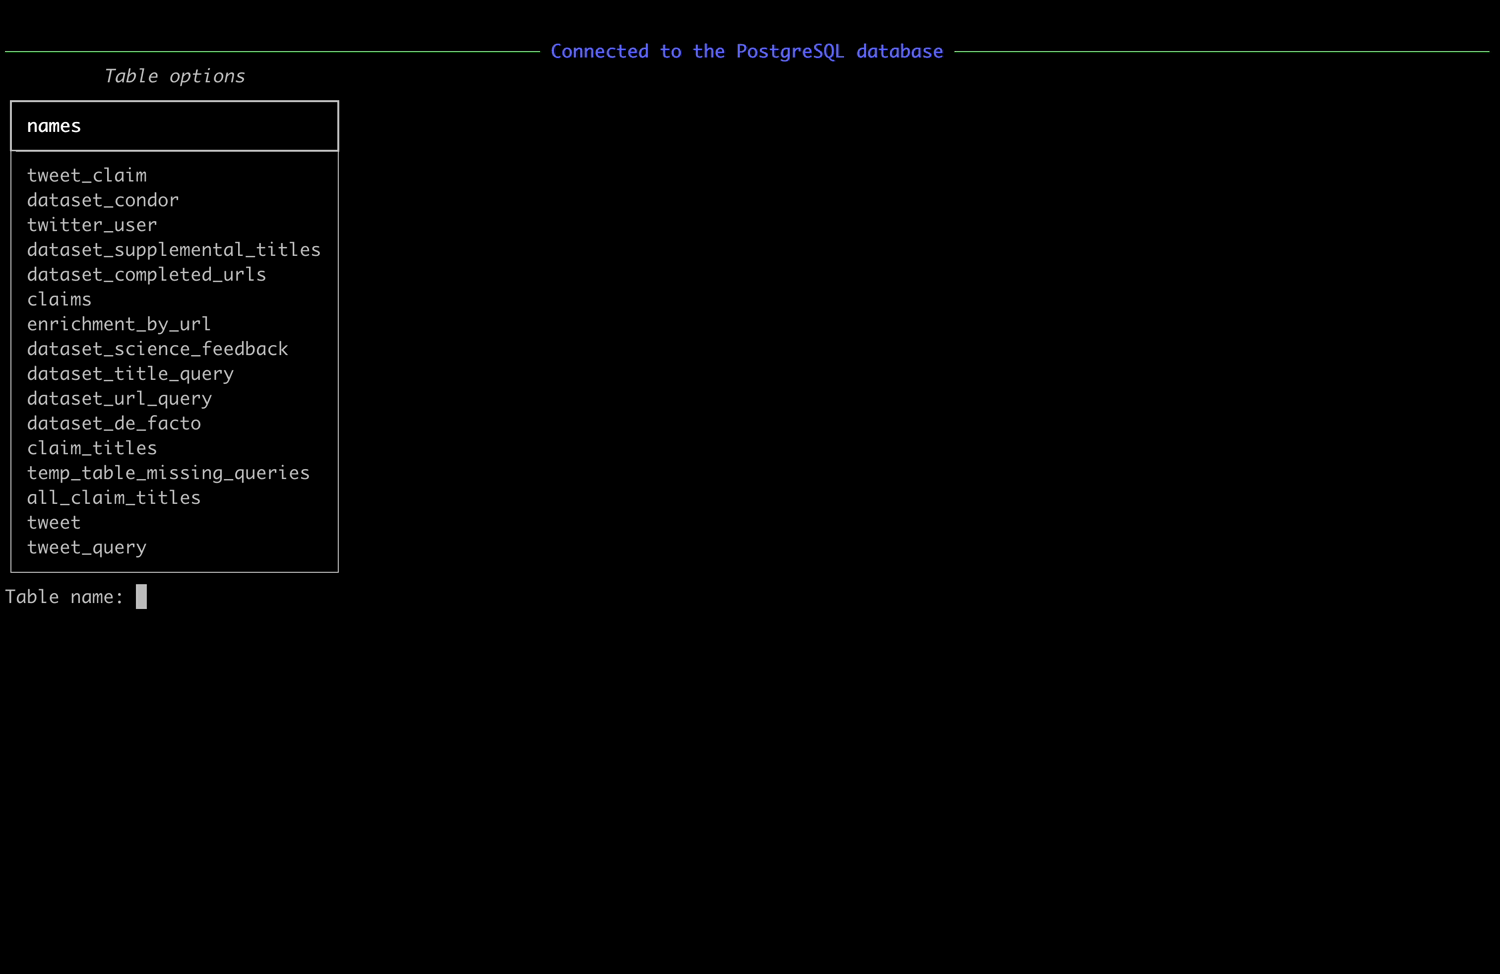 Connected to the PostgreSQL database
Table options
names
tweet_claim
dataset_condor
twitter_user
dataset_supplemental_titles
dataset_completed_urls
claims
enrichment_by_url
dataset_science_feedback
dataset_title_query
dataset_url_query
dataset_de_facto
claim_titles
temp_table_missing_queries
all_claim_titles
tweet
tweet_query
Table name: